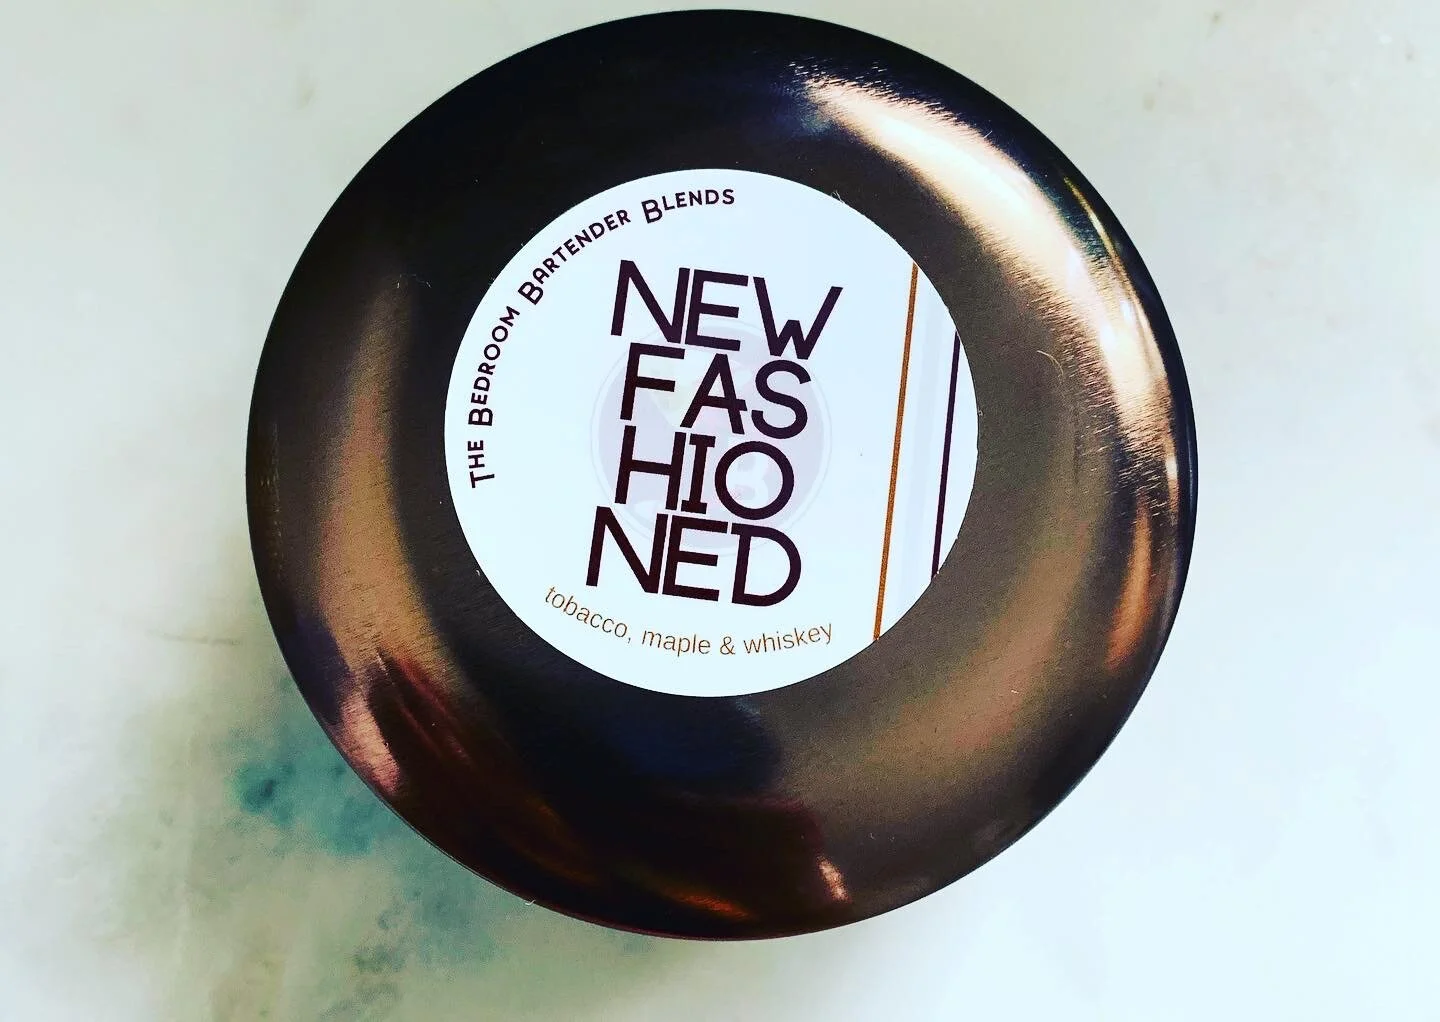 The Bedroom Bartender Blends
NEW
FAS
HIO
NED
tobacco, maple & whiskey